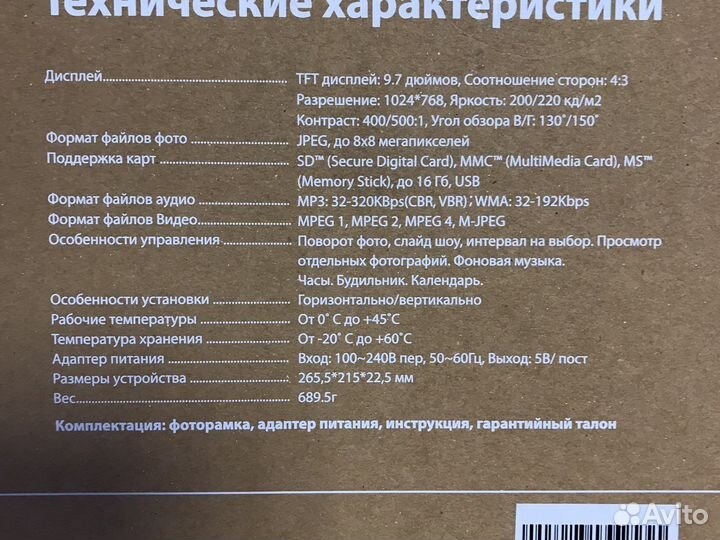 Технические характеристики
Дисплей.......... TFT дисплей: 9.7 дюймов, Соотношение сторон: 4:3
Разрешение: 1024*768, Яркость: 200/220 кд/м2
Контраст: 400/500:1, Угол обзора В/Г: 130˚/150˚
Формат файлов фото .......... JPEG, до 8x8 мегапикселей
Поддержка карт .......... SD™ (Secure Digital Card), MMC™ (MultiMedia Card), MS™
(Memory Stick), до 16 Гб, USB
Формат файлов аудио .......... MP3: 32-320KBps(CBR, VBR); WMA: 32-192Kbps
Формат файлов Видео.......... MPEG 1, MPEG 2, MPEG 4, M-JPEG
Особенности управления .......... Поворот фото, слайд шоу, интервал на выбор. Просмотр
отдельных фотографий. Фоновая музыка.
Часы. Будильник. Календарь.
Особенности установки .......... Горизонтально/вертикально
Рабочие температуры .......... От 0˚ С до +45˚С
Температура хранения .......... От -20˚ С до +60˚С
Адаптер питания .......... Вход: 100~240В пер, 50~60Гц, Выход: 5В/ пост
Размеры устройства .......... 265,5*215*22,5 мм
Вес.......... 689.5г
Комплектация: фоторамка, адаптер питания, инструкция, гарантийный талон
Avito